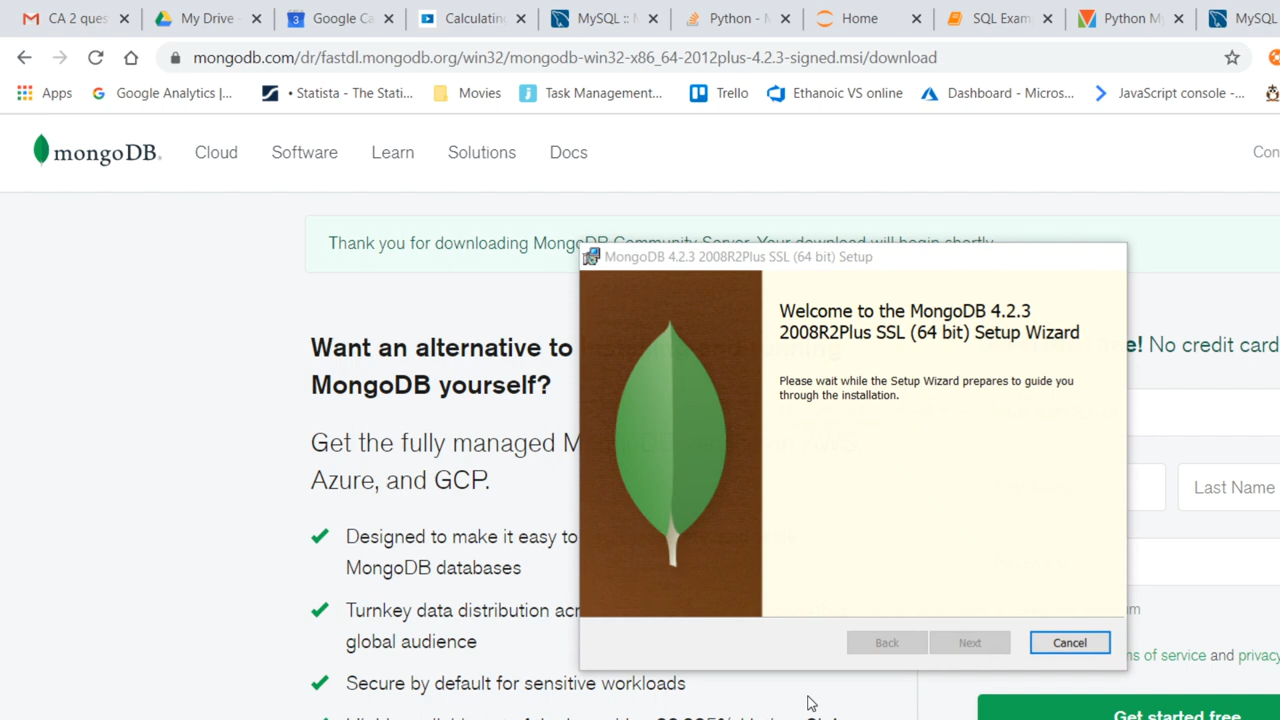 CA 2 ques
My Drive -
Google Ca
Calculating
MySQL ::
Python -
Home
SQL Exam
Python My
MySQL
mongodb.com/dr/fastdl.mongodb.org/win32/mongodb-win32-x86_64-2012plus-4.2.3-signed.msi/download
Apps
Google Analytics |...
• Statista - The Stati...
Movies
Task Management...
Trello
Ethanoic VS online
Dashboard - Micros...
JavaScript console -...
mongoDB.
Cloud
Software
Learn
Solutions
Docs
Con
Thank you for downloading MongoDB Community Server. Your download will begin shortly.
MongoDB 4.2.3 2008R2Plus SSL (64 bit) Setup
Welcome to the MongoDB 4.2.3
2008R2Plus SSL (64 bit) Setup Wizard
Please wait while the Setup Wizard prepares to guide you
through the installation.
Back
Next
Cancel
Want an alternative to
MongoDB yourself?
Get the fully managed M
Azure, and GCP.
Designed to make it easy to
MongoDB databases
Turnkey data distribution acr
global audience
Secure by default for sensitive workloads
e! No credit card
Last Name
m
ms of service and privacy
Get started free